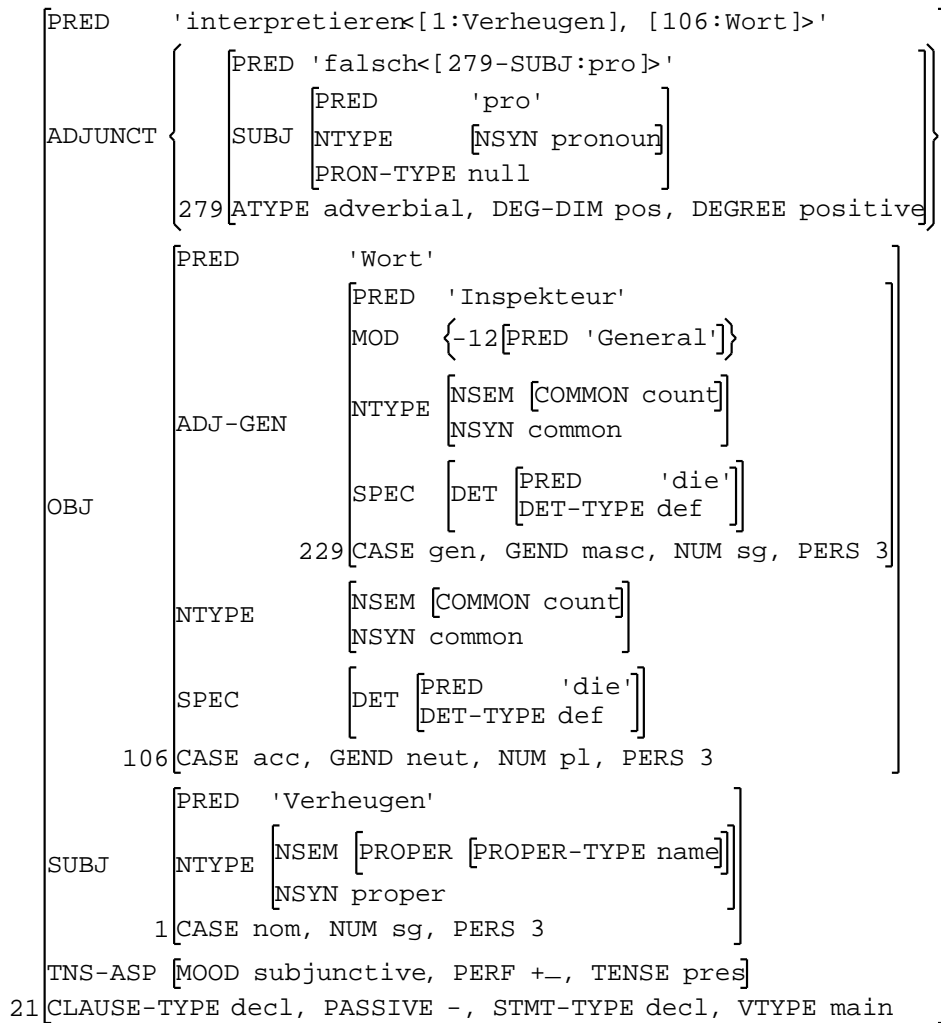 PRED 'interpretieren<[1:Verheugen], [106:Wort]>'
PRED 'falsch<[279-SUBJ:pro]>'
PRED 'pro'
ADJUNCT SUBJ NTYPE [NSYN pronoun]
PRON-TYPE null
279 ATYPE adverbial, DEG-DIM pos, DEGREE positive
PRED 'Wort'
PRED 'Inspekteur'
MOD {-12[PRED 'General']}
NSEM [COMMON count]
NTYPE
ADJ-GEN NSYN common
PRED 'die'
SPEC [DET
OBJ DET-TYPE def
229 CASE gen, GEND masc, NUM sg, PERS 3
NSEM [COMMON count]
NTYPE
NSYN common
PRED 'die'
SPEC [DET
DET-TYPE def
106 CASE acc, GEND neut, NUM pl, PERS 3
PRED 'Verheugen'
NSEM [PROPER [PROPER-TYPE name]]
SUBJ NTYPE
NSYN proper
1 CASE nom, NUM sg, PERS 3
TNS-ASP [MOOD subjunctive, PERF +_, TENSE pres]
21 CLAUSE-TYPE decl, PASSIVE -, STMT-TYPE decl, VTYPE main